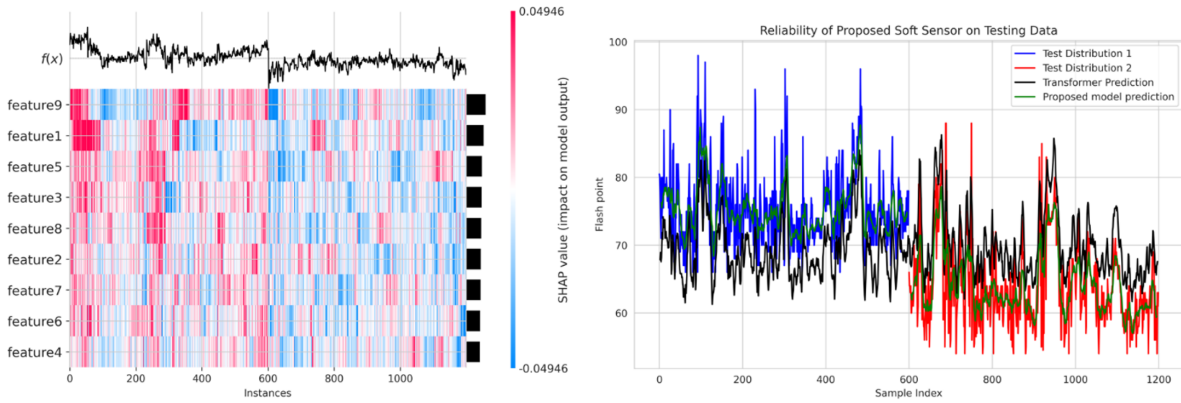 0.04946
f(x)
feature9
feature1
feature5
feature3
feature8
feature2
feature7
feature6
feature4
0
200
400
600
800
1000
Instances
SHAP value (impact on model output)
-0.04946
Reliability of Proposed Soft Sensor on Testing Data
Test Distribution 1
Test Distribution 2
Transformer Prediction
Proposed model prediction
100
90
80
70
60
Flash point
0
200
400
600
800
1000
1200
Sample Index